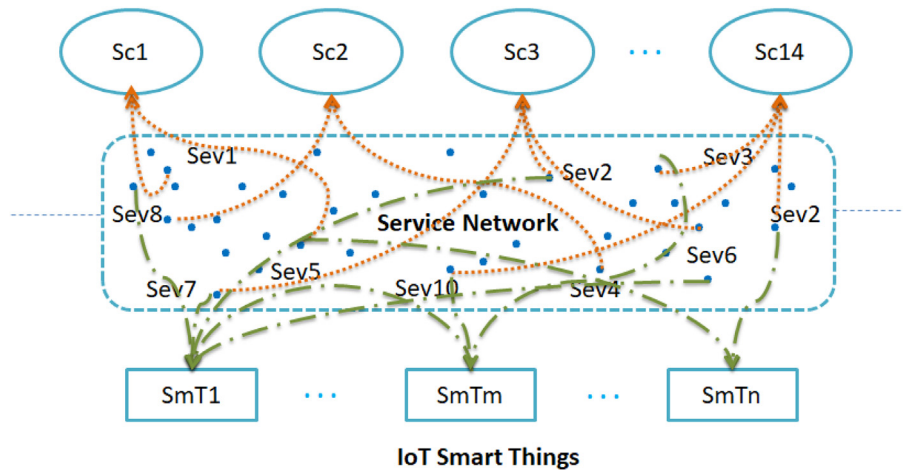 Sc1 Sc2 Sc3 ... Sc14
Sev1 Sev2 Sev3
Sev8 Service Network Sev2
Sev7 Sev5 Sev10 Sev4 Sev6
SmT1 ... SmTm ... SmTn
IoT Smart Things